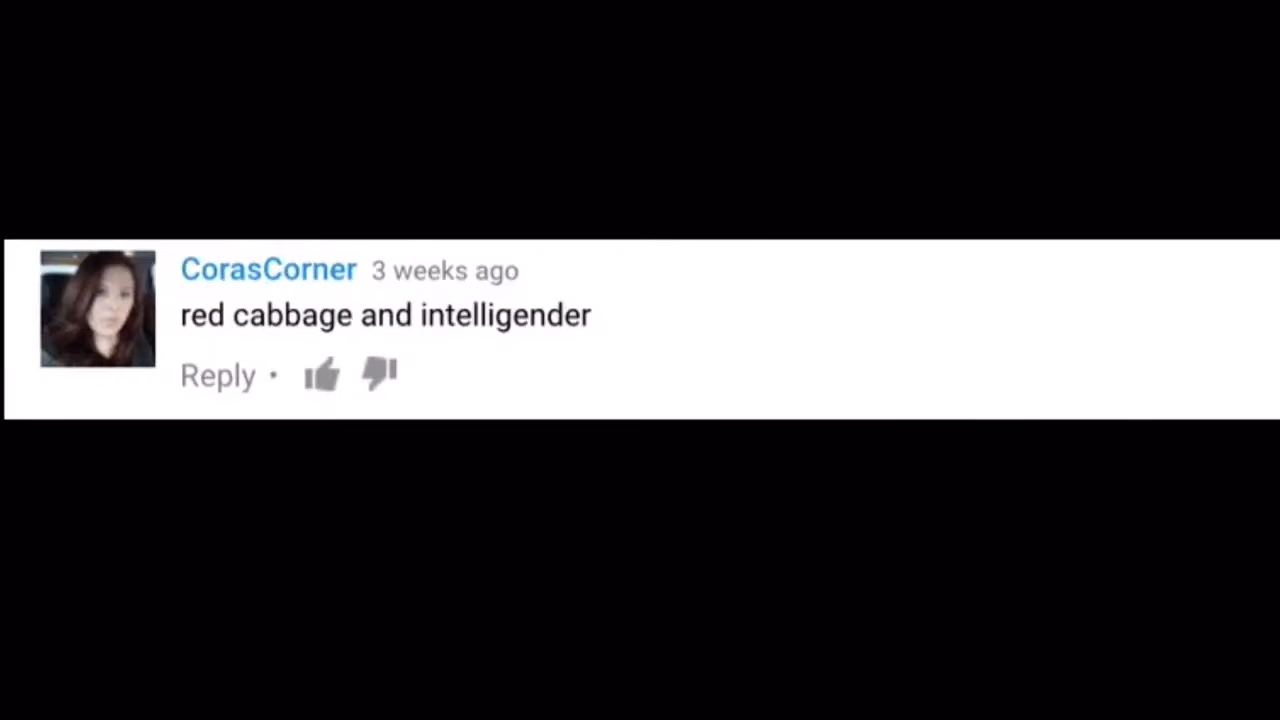 CorasCorner 3 weeks ago
red cabbage and intelligender
Reply •